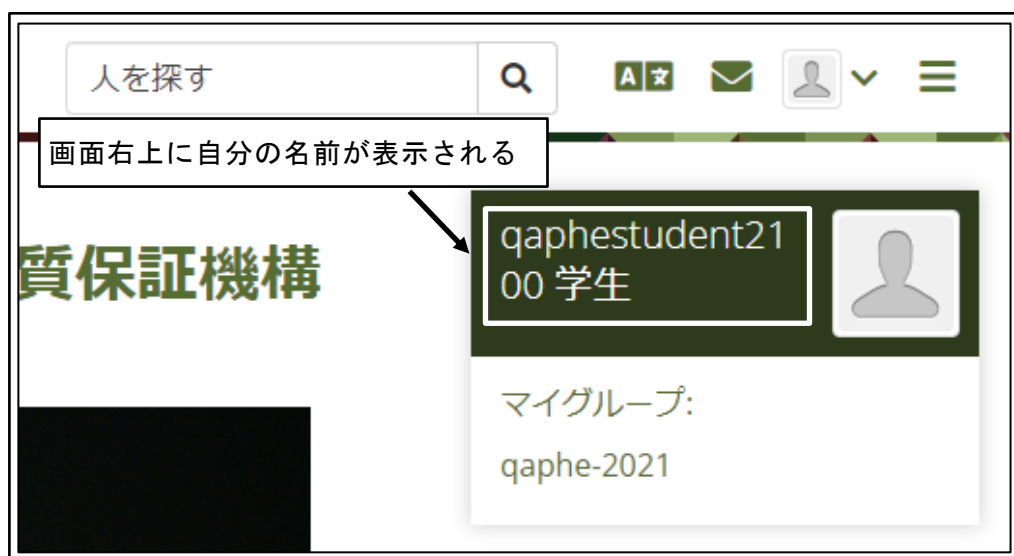 人を探す
画面右上に自分の名前が表示される
質保証機構
qaphestudent21
00 学生
マイグループ:
qaphe-2021